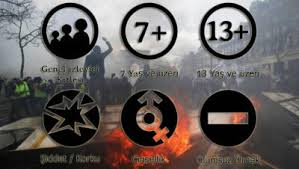 7+
13+
Genel izleyici
kitlesi
7 Yaş ve üzeri
13 Yaş ve üzeri
Şiddet / Korku
Cinsellik
Olumsuz Örnek